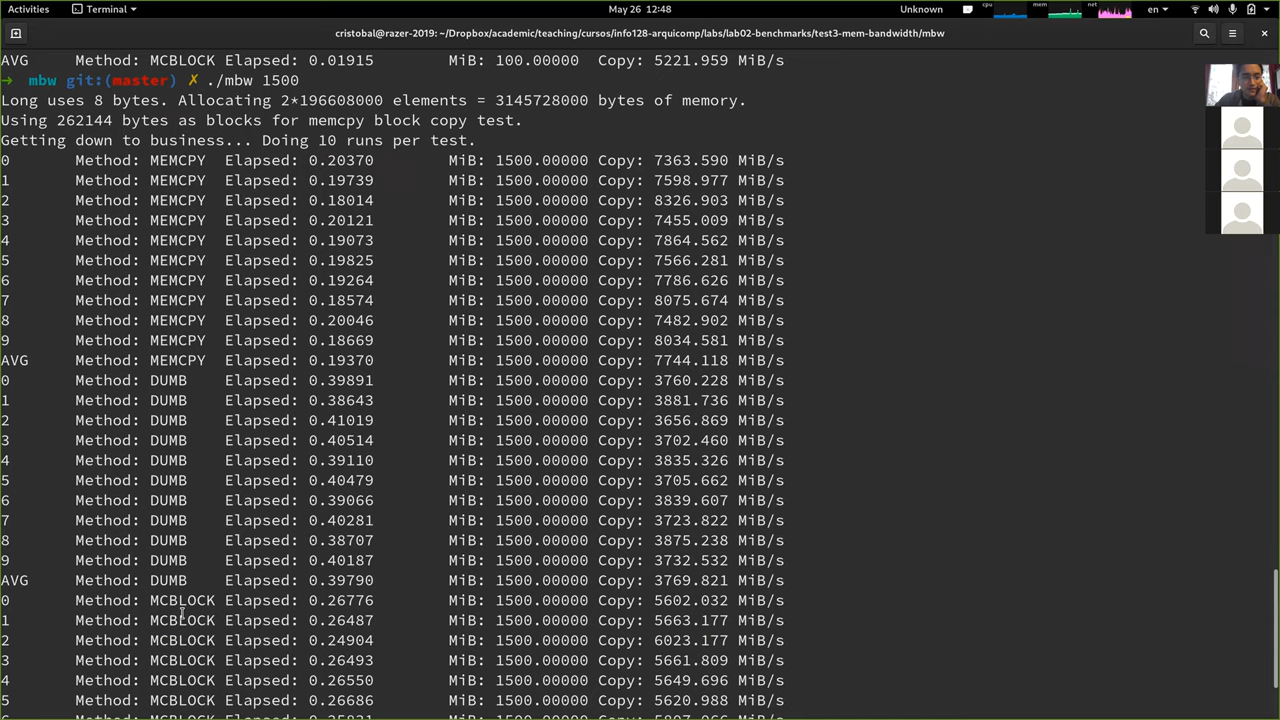 Activities Terminal May 26 12:48 Unknown cpu mem net en
cristobal@razer-2019: ~/Dropbox/academic/teaching/cursos/info128-arquicomp/labs/lab02-benchmarks/test3-mem-bandwidth/mbw
AVG Method: MCBLOCK Elapsed: 0.01915 MiB: 100.00000 Copy: 5221.959 MiB/s
→ mbw git:(master) ✗ ./mbw 1500
Long uses 8 bytes. Allocating 2*196608000 elements = 3145728000 bytes of memory.
Using 262144 bytes as blocks for memcpy block copy test.
Getting down to business... Doing 10 runs per test.
0 Method: MEMCPY Elapsed: 0.20370 MiB: 1500.00000 Copy: 7363.590 MiB/s
1 Method: MEMCPY Elapsed: 0.19739 MiB: 1500.00000 Copy: 7598.977 MiB/s
2 Method: MEMCPY Elapsed: 0.18014 MiB: 1500.00000 Copy: 8326.903 MiB/s
3 Method: MEMCPY Elapsed: 0.20121 MiB: 1500.00000 Copy: 7455.009 MiB/s
4 Method: MEMCPY Elapsed: 0.19073 MiB: 1500.00000 Copy: 7864.562 MiB/s
5 Method: MEMCPY Elapsed: 0.19825 MiB: 1500.00000 Copy: 7566.281 MiB/s
6 Method: MEMCPY Elapsed: 0.19264 MiB: 1500.00000 Copy: 7786.626 MiB/s
7 Method: MEMCPY Elapsed: 0.18574 MiB: 1500.00000 Copy: 8075.674 MiB/s
8 Method: MEMCPY Elapsed: 0.20046 MiB: 1500.00000 Copy: 7482.902 MiB/s
9 Method: MEMCPY Elapsed: 0.18669 MiB: 1500.00000 Copy: 8034.581 MiB/s
AVG Method: MEMCPY Elapsed: 0.19370 MiB: 1500.00000 Copy: 7744.118 MiB/s
0 Method: DUMB Elapsed: 0.39891 MiB: 1500.00000 Copy: 3760.228 MiB/s
1 Method: DUMB Elapsed: 0.38643 MiB: 1500.00000 Copy: 3881.736 MiB/s
2 Method: DUMB Elapsed: 0.41019 MiB: 1500.00000 Copy: 3656.869 MiB/s
3 Method: DUMB Elapsed: 0.40514 MiB: 1500.00000 Copy: 3702.460 MiB/s
4 Method: DUMB Elapsed: 0.39110 MiB: 1500.00000 Copy: 3835.326 MiB/s
5 Method: DUMB Elapsed: 0.40479 MiB: 1500.00000 Copy: 3705.662 MiB/s
6 Method: DUMB Elapsed: 0.39066 MiB: 1500.00000 Copy: 3839.607 MiB/s
7 Method: DUMB Elapsed: 0.40281 MiB: 1500.00000 Copy: 3723.822 MiB/s
8 Method: DUMB Elapsed: 0.38707 MiB: 1500.00000 Copy: 3875.238 MiB/s
9 Method: DUMB Elapsed: 0.40187 MiB: 1500.00000 Copy: 3732.532 MiB/s
AVG Method: DUMB Elapsed: 0.39790 MiB: 1500.00000 Copy: 3769.821 MiB/s
0 Method: MCBLOCK Elapsed: 0.26776 MiB: 1500.00000 Copy: 5602.032 MiB/s
1 Method: MCBLOCK Elapsed: 0.26487 MiB: 1500.00000 Copy: 5663.177 MiB/s
2 Method: MCBLOCK Elapsed: 0.24904 MiB: 1500.00000 Copy: 6023.177 MiB/s
3 Method: MCBLOCK Elapsed: 0.26493 MiB: 1500.00000 Copy: 5661.809 MiB/s
4 Method: MCBLOCK Elapsed: 0.26550 MiB: 1500.00000 Copy: 5649.696 MiB/s
5 Method: MCBLOCK Elapsed: 0.26686 MiB: 1500.00000 Copy: 5620.988 MiB/s